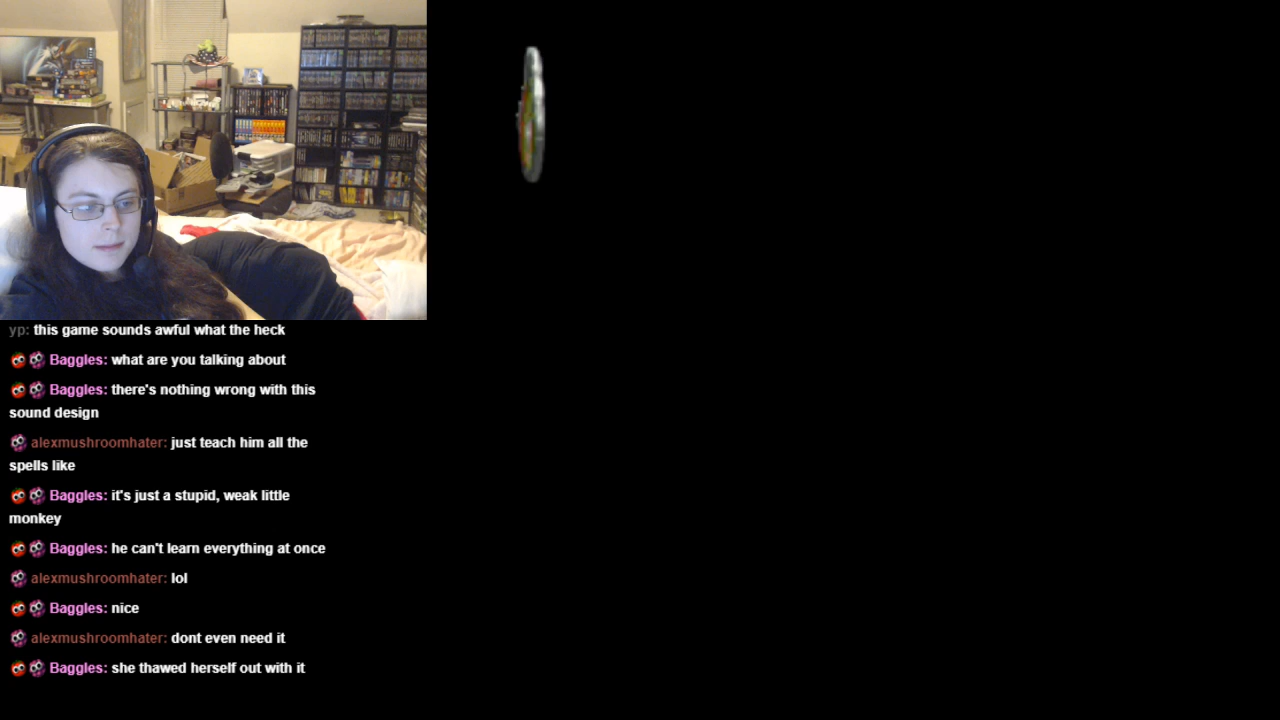 yp: this game sounds awful what the heck
Baggles: what are you talking about
Baggles: there's nothing wrong with this
sound design
alexmushroomhater: just teach him all the
spells like
Baggles: it's just a stupid, weak little
monkey
Baggles: he can't learn everything at once
alexmushroomhater: lol
Baggles: nice
alexmushroomhater: dont even need it
Baggles: she thawed herself out with it